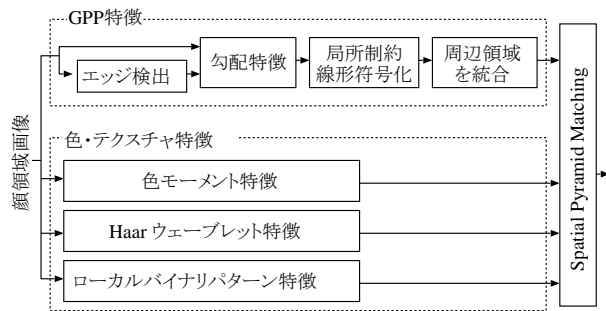 GPP特徴
エッジ検出
勾配特徴
局所制約
線形符号化
周辺領域
を統合
顔領域画像
色・テクスチャ特徴
色モーメント特徴
Haar ウェーブレット特徴
ローカルバイナリパターン特徴
Spatial Pyramid Matching